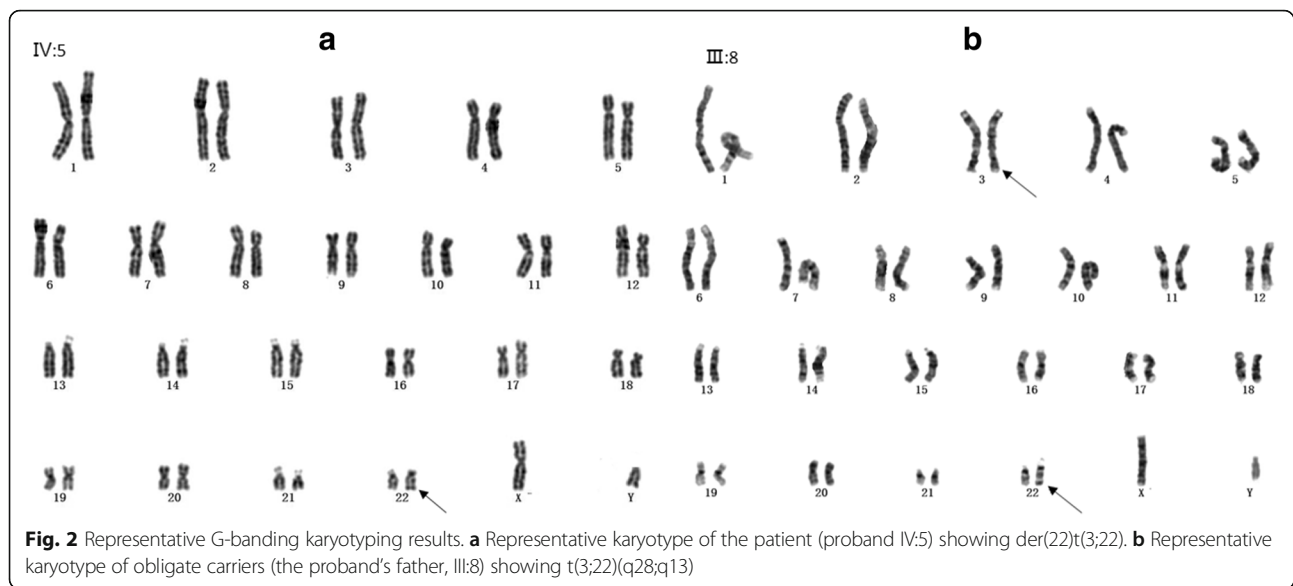 a
b
IV:5
III:8
1 2 3 4 5
1 2 3 4 5
6 7 8 9 10 11 12
6 7 8 9 10 11 12
13 14 15 16 17 18
13 14 15 16 17 18
19 20 21 22 X Y
19 20 21 22 X Y
Fig. 2 Representative G-banding karyotyping results. a Representative karyotype of the patient (proband IV:5) showing der(22)t(3;22). b Representative
karyotype of obligate carriers (the proband's father, III:8) showing t(3;22)(q28;q13)